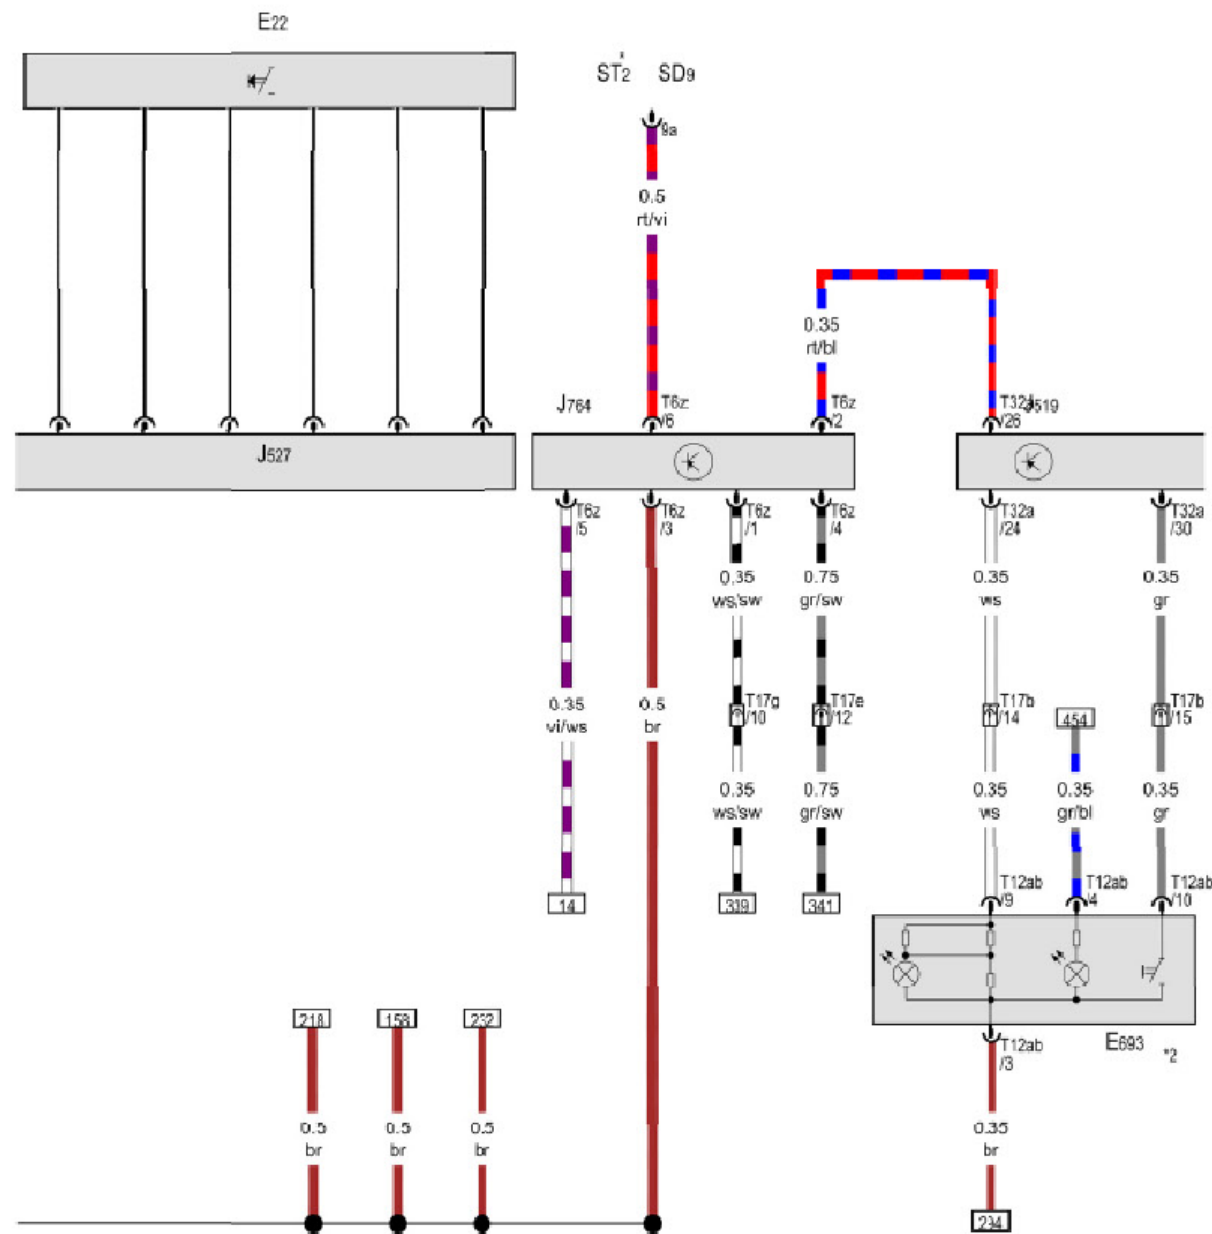 E22
*
ST2 SD9
9a
0.5
rt/vi
0.35
rt/bl
J764
T6z
/6
T6z
/2
/26
J527
T6z
/5
T6z
/3
T6z
/1
T6z
/4
T32a
/24
T32a
/30
0.35
ws/sw
0.75
gr/sw
0.35
ws
0.35
gr
0.35
vi/ws
0.5
br
T17g
/10
T17e
/12
T17b
/14
454
T17b
/15
0.35
ws/sw
0.75
gr/sw
0.35
ws
0.35
gr/bl
0.35
gr
14
339
341
T12ab
/9
T12ab
/4
T12ab
/10
218
158
232
E693
*2
T12ab
/3
0.5
br
0.5
br
0.5
br
0.35
br
294